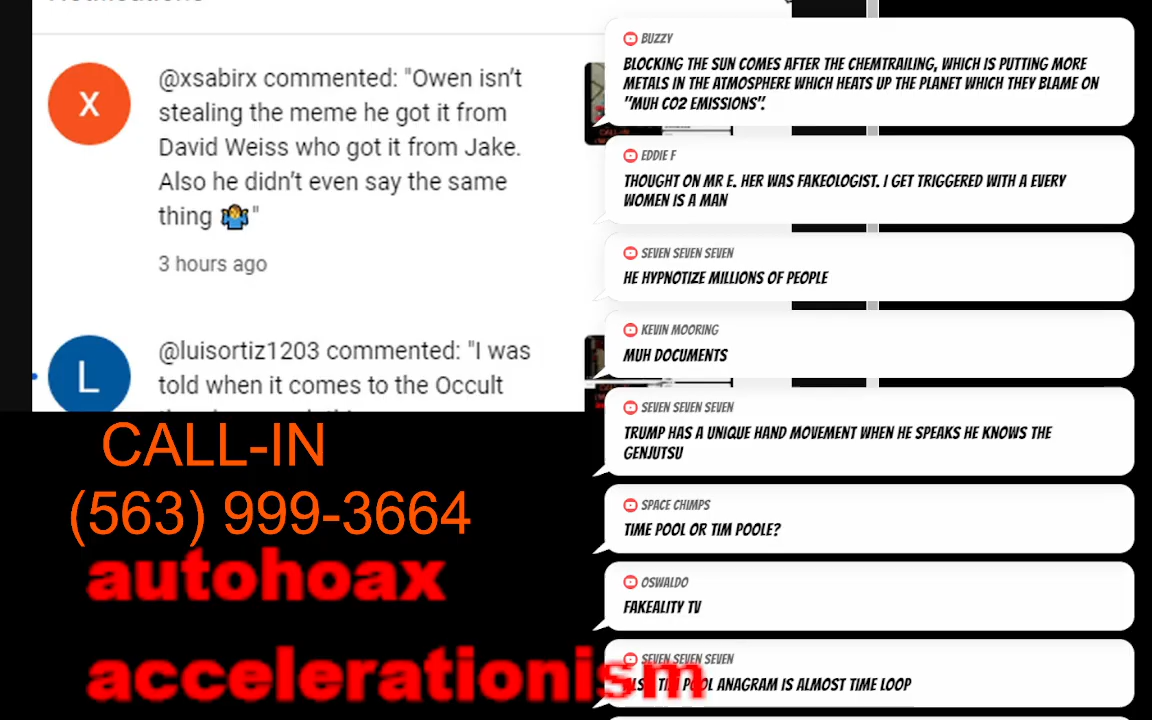 @xsabirx commented: "Owen isn't
stealing the meme he got it from
David Weiss who got it from Jake.
Also he didn't even say the same
thing 🤷"
3 hours ago
@luisortiz1203 commented: "I was
told when it comes to the Occult
X
L
CALL-IN
(563) 999-3664
autohoax
accelerationism
BUZZY
BLOCKING THE SUN COMES AFTER THE CHEMTRAILING, WHICH IS PUTTING MORE
METALS IN THE ATMOSPHERE WHICH HEATS UP THE PLANET WHICH THEY BLAME ON
"MUH CO2 EMISSIONS".
EDDIE F
THOUGHT ON MR E. HER WAS FAKEOLOGIST. I GET TRIGGERED WITH A EVERY
WOMEN IS A MAN
SEVEN SEVEN SEVEN
HE HYPNOTIZE MILLIONS OF PEOPLE
KEVIN MOORING
MUH DOCUMENTS
SEVEN SEVEN SEVEN
TRUMP HAS A UNIQUE HAND MOVEMENT WHEN HE SPEAKS HE KNOWS THE
GENJUTSU
SPACE CHIMPS
TIME POOL OR TIM POOLE?
OSWALDO
FAKEALITY TV
SEVEN SEVEN SEVEN
ALSO TIM POOL ANAGRAM IS ALMOST TIME LOOP